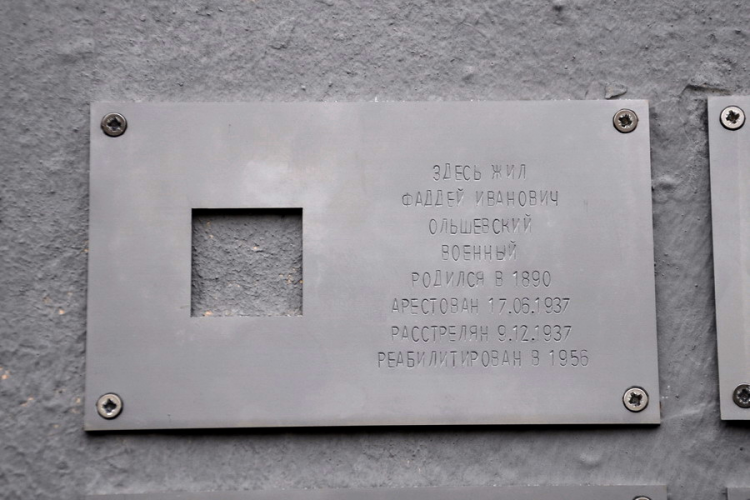 ЗДЕСЬ ЖИЛ
ФАДДЕЙ ИВАНОВИЧ
ОЛЬШЕВСКИЙ
ВОЕННЫЙ
РОДИЛСЯ В 1890
АРЕСТОВАН 17.06.1937
РАССТРЕЛЯН 9.12.1937
РЕАБИЛИТИРОВАН В 1956